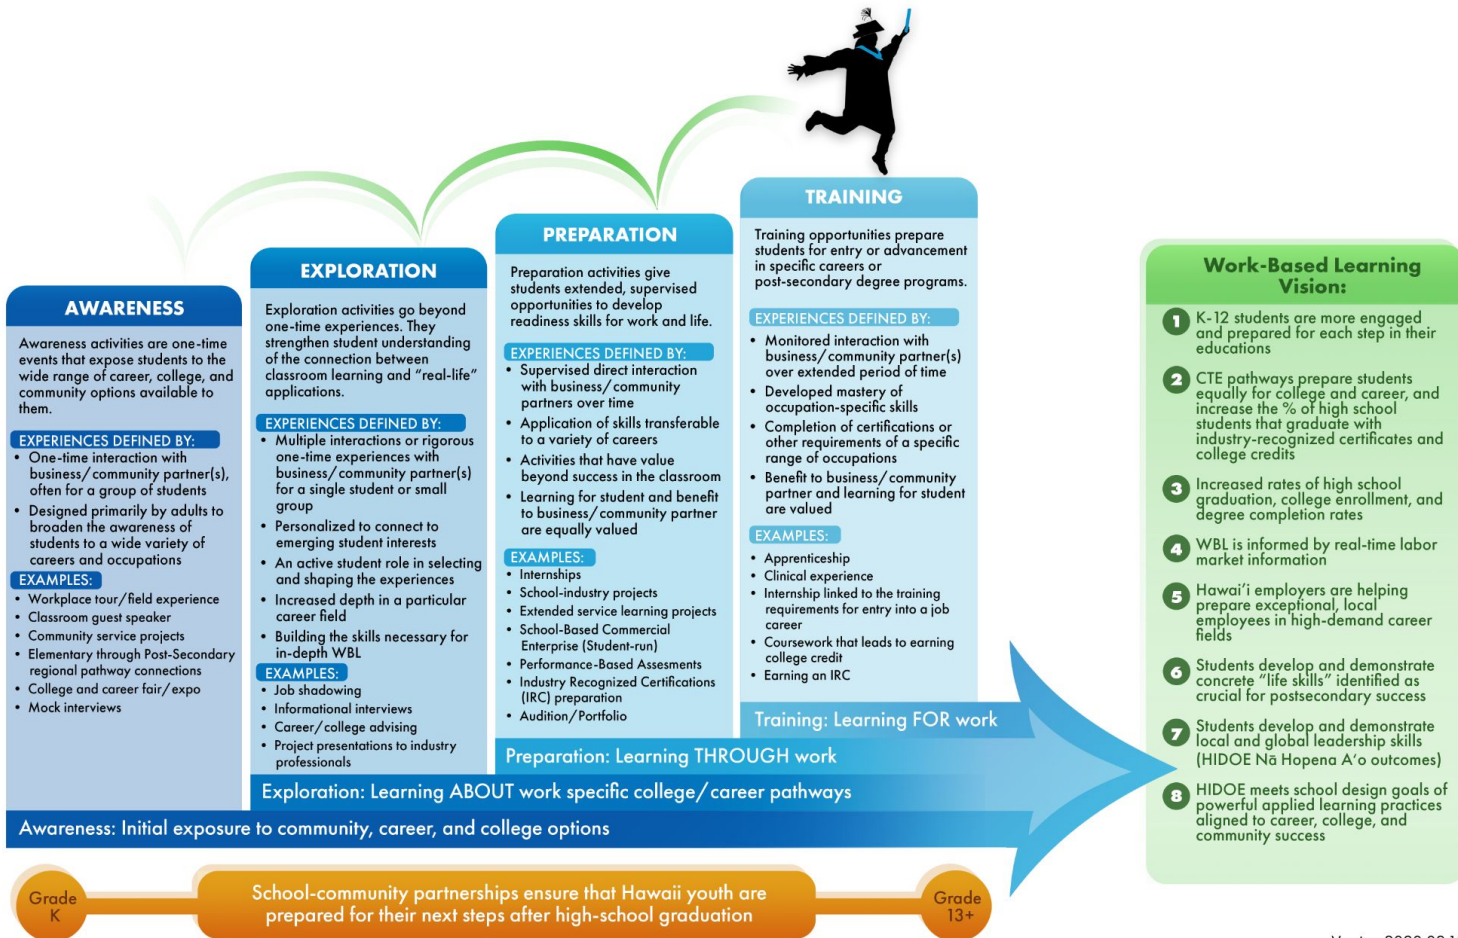 AWARENESS
Awareness activities are one-time
events that expose students to the
wide range of career, college, and
community options available to
them.
EXPERIENCES DEFINED BY:
• One-time interaction with
business/community partner(s),
often for a group of students
• Designed primarily by adults to
broaden the awareness of
students to a wide variety of
careers and occupations
EXAMPLES:
• Workplace tour/field experience
• Classroom guest speaker
• Community service projects
• Elementary through Post-Secondary
regional pathway connections
• College and career fair/expo
• Mock interviews
EXPLORATION
Exploration activities go beyond
one-time experiences. They
strengthen student understanding
of the connection between
classroom learning and “real-life”
applications.
EXPERIENCES DEFINED BY:
• Multiple interactions or rigorous
one-time experiences with
business/community partner(s)
for a single student or small
group
• Personalized to connect to
emerging student interests
• An active student role in selecting
and shaping the experiences
• Increased depth in a particular
career field
• Building the skills necessary for
in-depth WBL
EXAMPLES:
• Job shadowing
• Informational interviews
• Career/college advising
• Project presentations to industry
professionals
PREPARATION
Preparation activities give
students extended, supervised
opportunities to develop
readiness skills for work and life.
EXPERIENCES DEFINED BY:
• Supervised direct interaction
with business/community
partners over time
• Application of skills transferable
to a variety of careers
• Activities that have value
beyond success in the classroom
• Learning for student and benefit
to business/community partner
are equally valued
EXAMPLES:
• Internships
• School-industry projects
• Extended service learning projects
• School-Based Commercial
Enterprise (Student-run)
• Performance-Based Assesments
• Industry Recognized Certifications
(IRC) preparation
• Audition/Portfolio
TRAINING
Training opportunities prepare
students for entry or advancement
in specific careers or
post-secondary degree programs.
EXPERIENCES DEFINED BY:
• Monitored interaction with
business/community partner(s)
over extended period of time
• Developed mastery of
occupation-specific skills
• Completion of certifications or
other requirements of a specific
range of occupations
• Benefit to business/community
partner and learning for student
are valued
EXAMPLES:
• Apprenticeship
• Clinical experience
• Internship linked to the training
requirements for entry into a job
career
• Coursework that leads to earning
college credit
• Earning an IRC
Training: Learning FOR work
Preparation: Learning THROUGH work
Exploration: Learning ABOUT work specific college/career pathways
Awareness: Initial exposure to community, career, and college options
Grade
K
School-community partnerships ensure that Hawaii youth are
prepared for their next steps after high-school graduation
Grade
13+
Work-Based Learning
Vision:
1 K-12 students are more engaged
and prepared for each step in their
educations
2 CTE pathways prepare students
equally for college and career, and
increase the % of high school
students that graduate with
industry-recognized certificates and
college credits
3 Increased rates of high school
graduation, college enrollment, and
degree completion rates
4 WBL is informed by real-time labor
market information
5 Hawai‘i employers are helping
prepare exceptional, local
employees in high-demand career
fields
6 Students develop and demonstrate
concrete “life skills” identified as
crucial for postsecondary success
7 Students develop and demonstrate
local and global leadership skills
(HIDOE Nā Hopena A‘o outcomes)
8 HIDOE meets school design goals of
powerful applied learning practices
aligned to career, college, and
community success